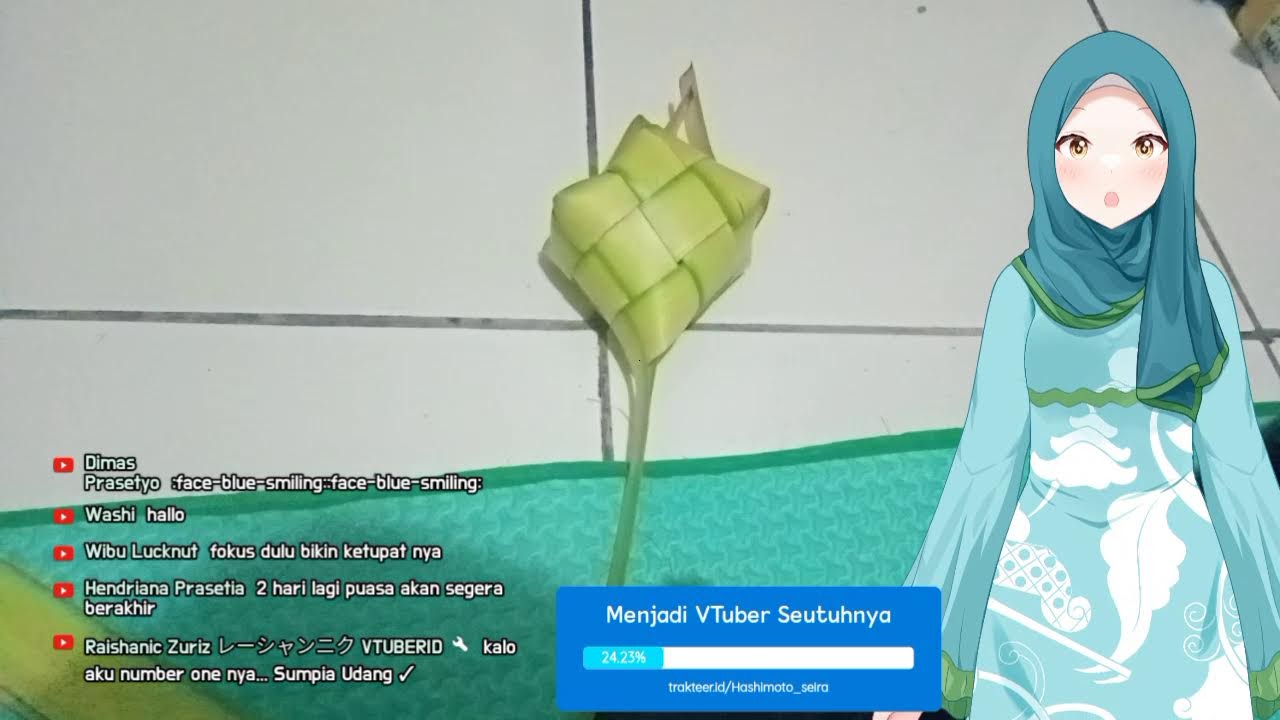 Dimas
Prasetyo :face-blue-smiling::face-blue-smiling:
Washi hallo
Wibu Lucknut fokus dulu bikin ketupat nya
Hendriana Prasetia 2 hari lagi puasa akan segera
berakhir
Raishanic Zuriz レーシャンニク VTUBERID kalo
aku number one nya... Sumpia Udang ✓
Menjadi VTuber Seutuhnya
24.23%
trakteer.id/Hashimoto_seira